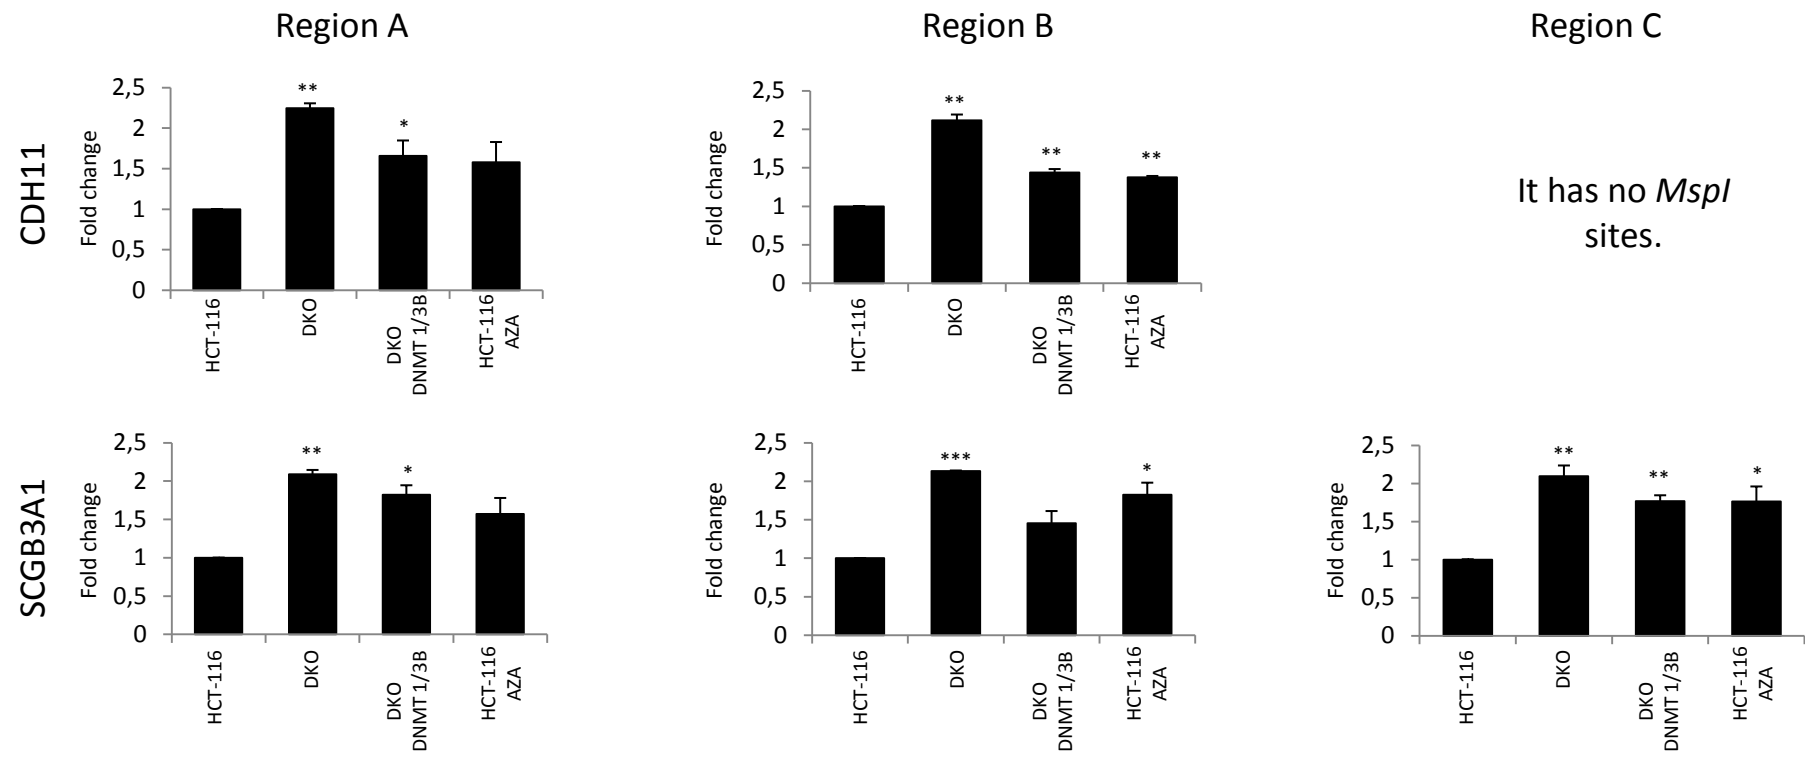 Region A
Region B
Region C
CDH11
Fold change
2,5
2
1,5
1
0,5
0
**
*
HCT-116
DKO
DKO
DNMT 1/3B
HCT-116
AZA
Fold change
2,5
2
1,5
1
0,5
0
**
**
**
HCT-116
DKO
DKO
DNMT 1/3B
HCT-116
AZA
It has no MspI
sites.
SCGB3A1
Fold change
2,5
2
1,5
1
0,5
0
**
*
HCT-116
DKO
DKO
DNMT 1/3B
HCT-116
AZA
Fold change
2,5
2
1,5
1
0,5
0
***
*
HCT-116
DKO
DKO
DNMT 1/3B
HCT-116
AZA
Fold change
2,5
2
1,5
1
0,5
0
**
**
*
HCT-116
DKO
DKO
DNMT 1/3B
HCT-116
AZA